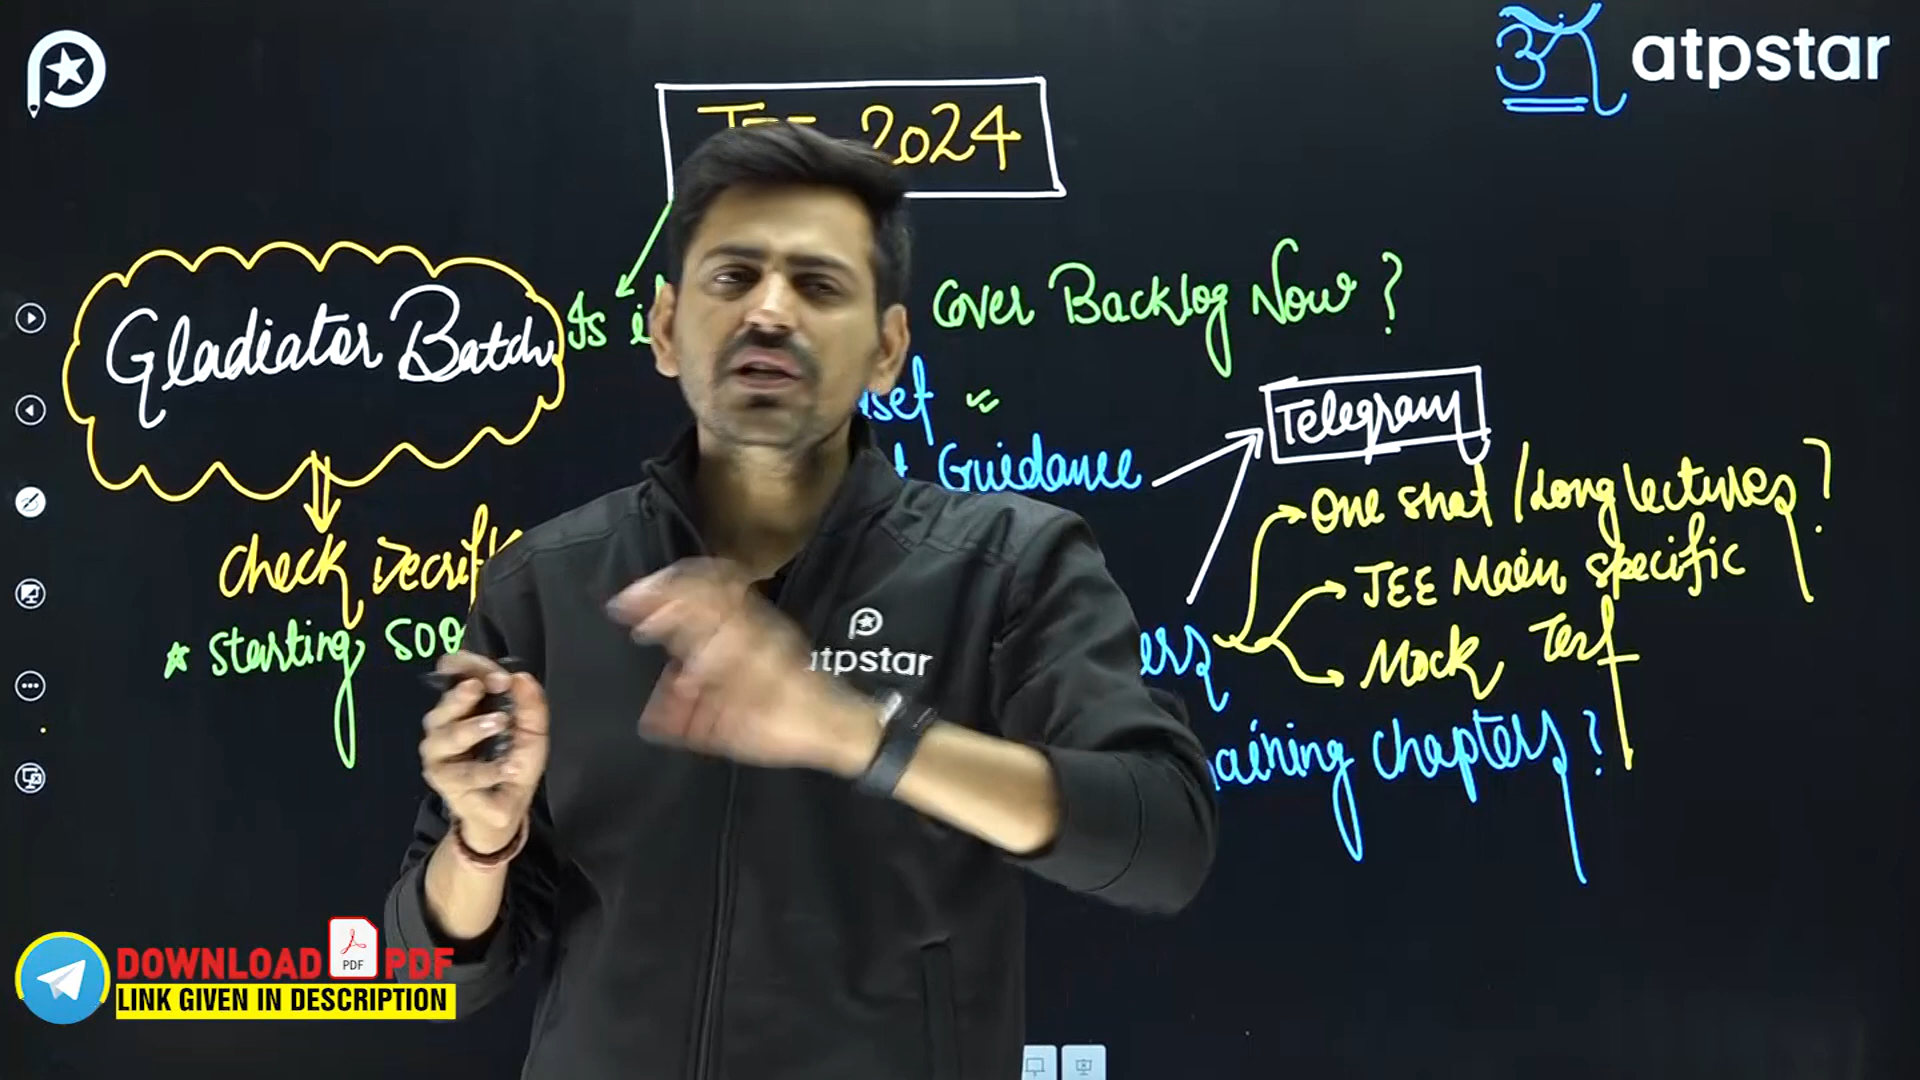 ॐ atpstar
2024
Gladiator Batch
Is
Cover Backlog Now?
Telegram
Guidance
One shot / Long lectures?
Check
JEE Main specific
* Starting
atpstar
Mock Test
chapters?
DOWNLOAD PDF PDF
LINK GIVEN IN DESCRIPTION